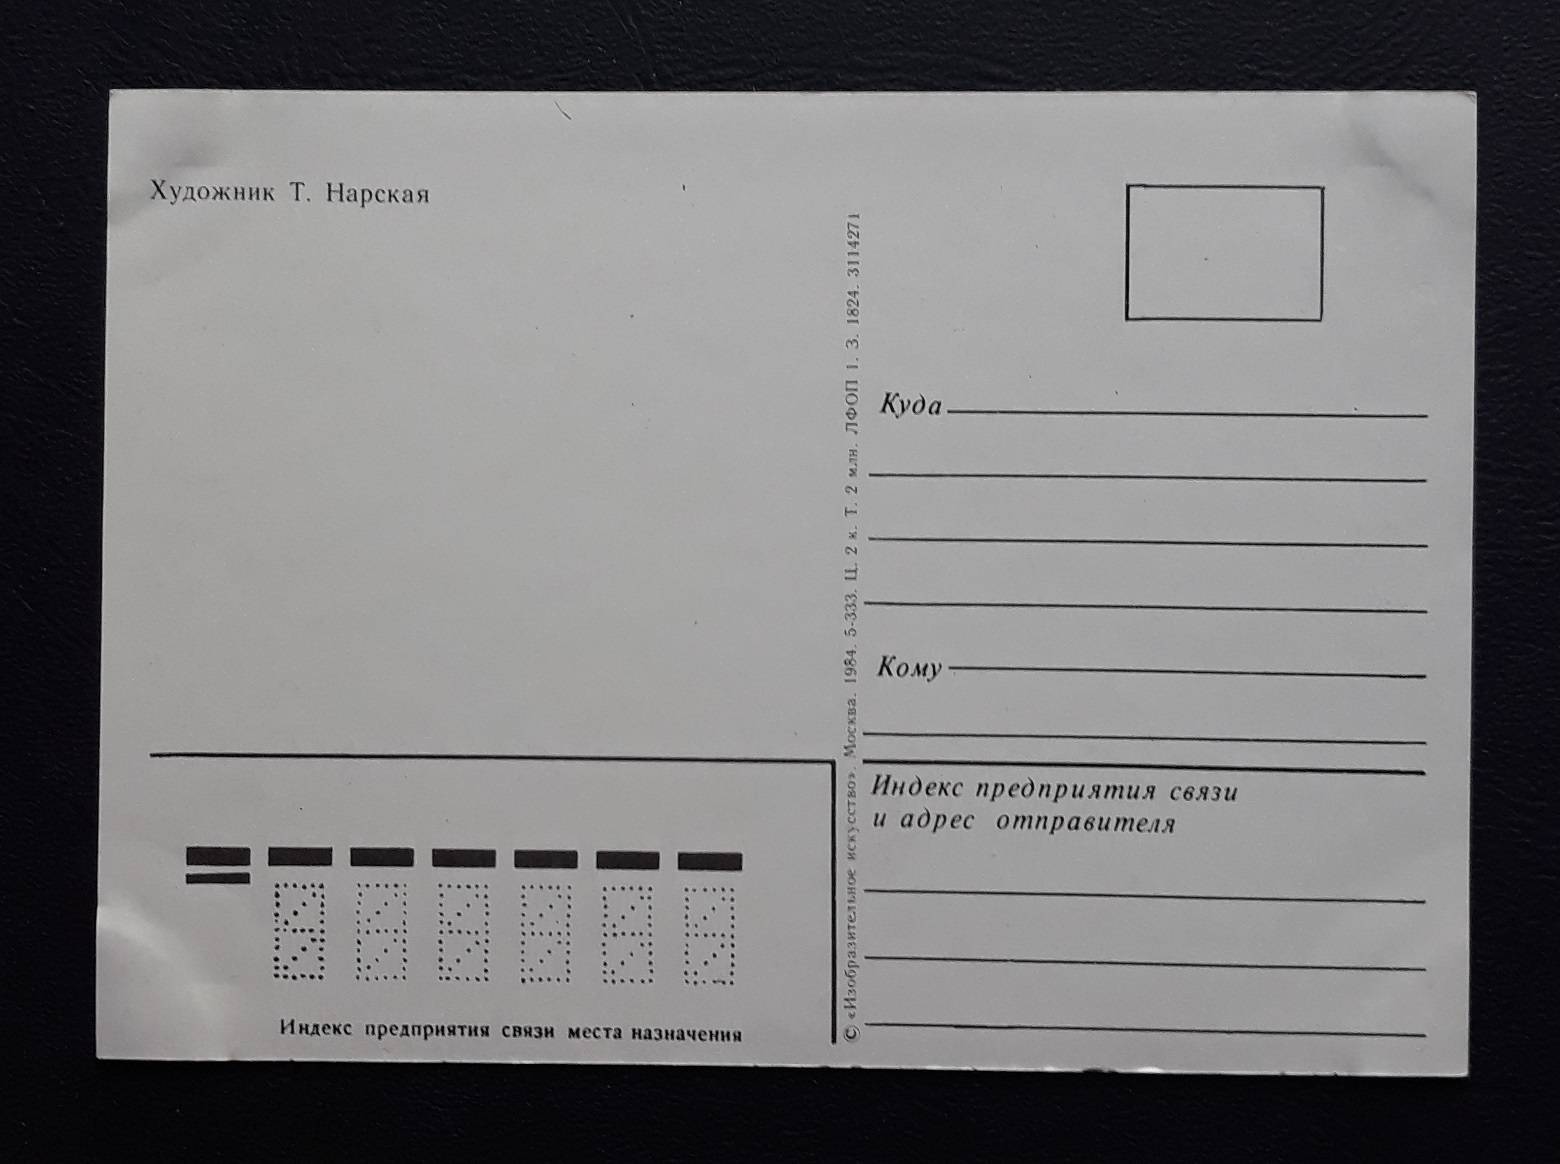 Художник Т. Нарская
© «Изобразительное искусство». Москва. 1984. 5-333. Ц. 2 к. Т. 2 млн. ЛФОП 1. З. 1824. 3114271
Куда
Кому
Индекс предприятия связи
и адрес отправителя
Индекс предприятия связи места назначения